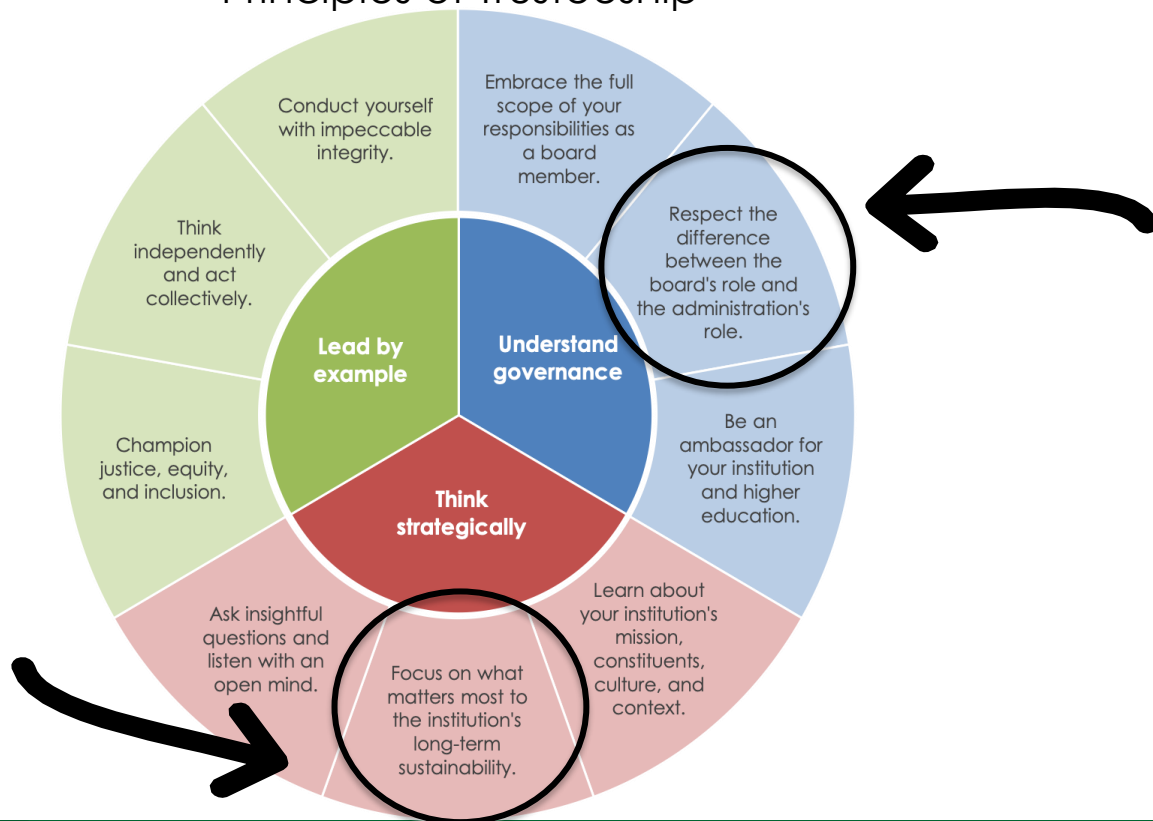 Principles of Trusteeship
Conduct yourself
with impeccable
integrity.
Embrace the full
scope of your
responsibilities as
a board
member.
Think
independently
and act
collectively.
Respect the
difference
between the
board's role and
the administration's
role.
Lead by
example
Understand
governance
Champion
justice, equity,
and inclusion.
Be an
ambassador for
your institution
and higher
education.
Think
strategically
Ask insightful
questions and
listen with an
open mind.
Focus on what
matters most to
the institution's
long-term
sustainability.
Learn about
your institution's
mission,
constituents,
culture, and
context.